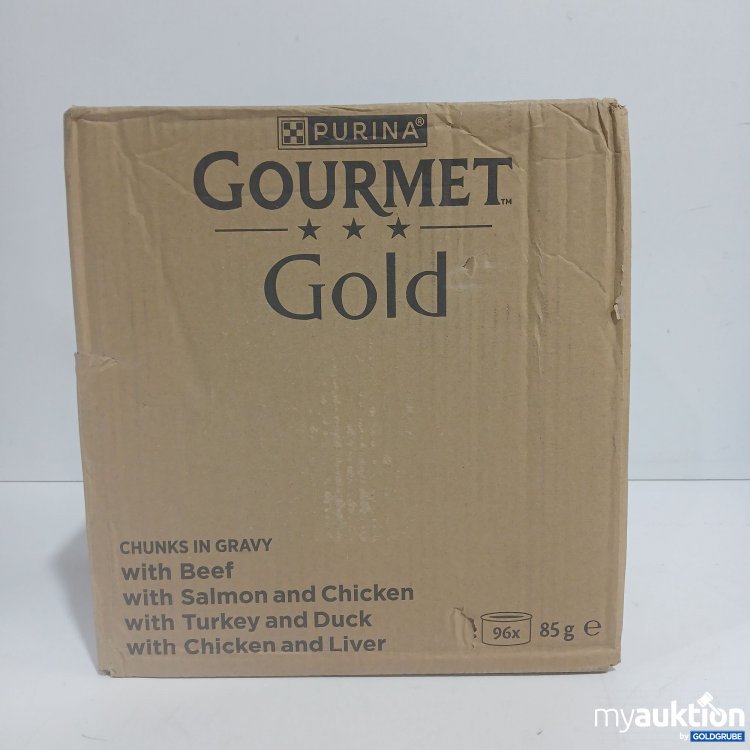 PURINA®
GOURMET™
Gold
CHUNKS IN GRAVY
with Beef
with Salmon and Chicken
with Turkey and Duck
with Chicken and Liver
96x 85g ℮
myauktion
by GOLDGRUBE